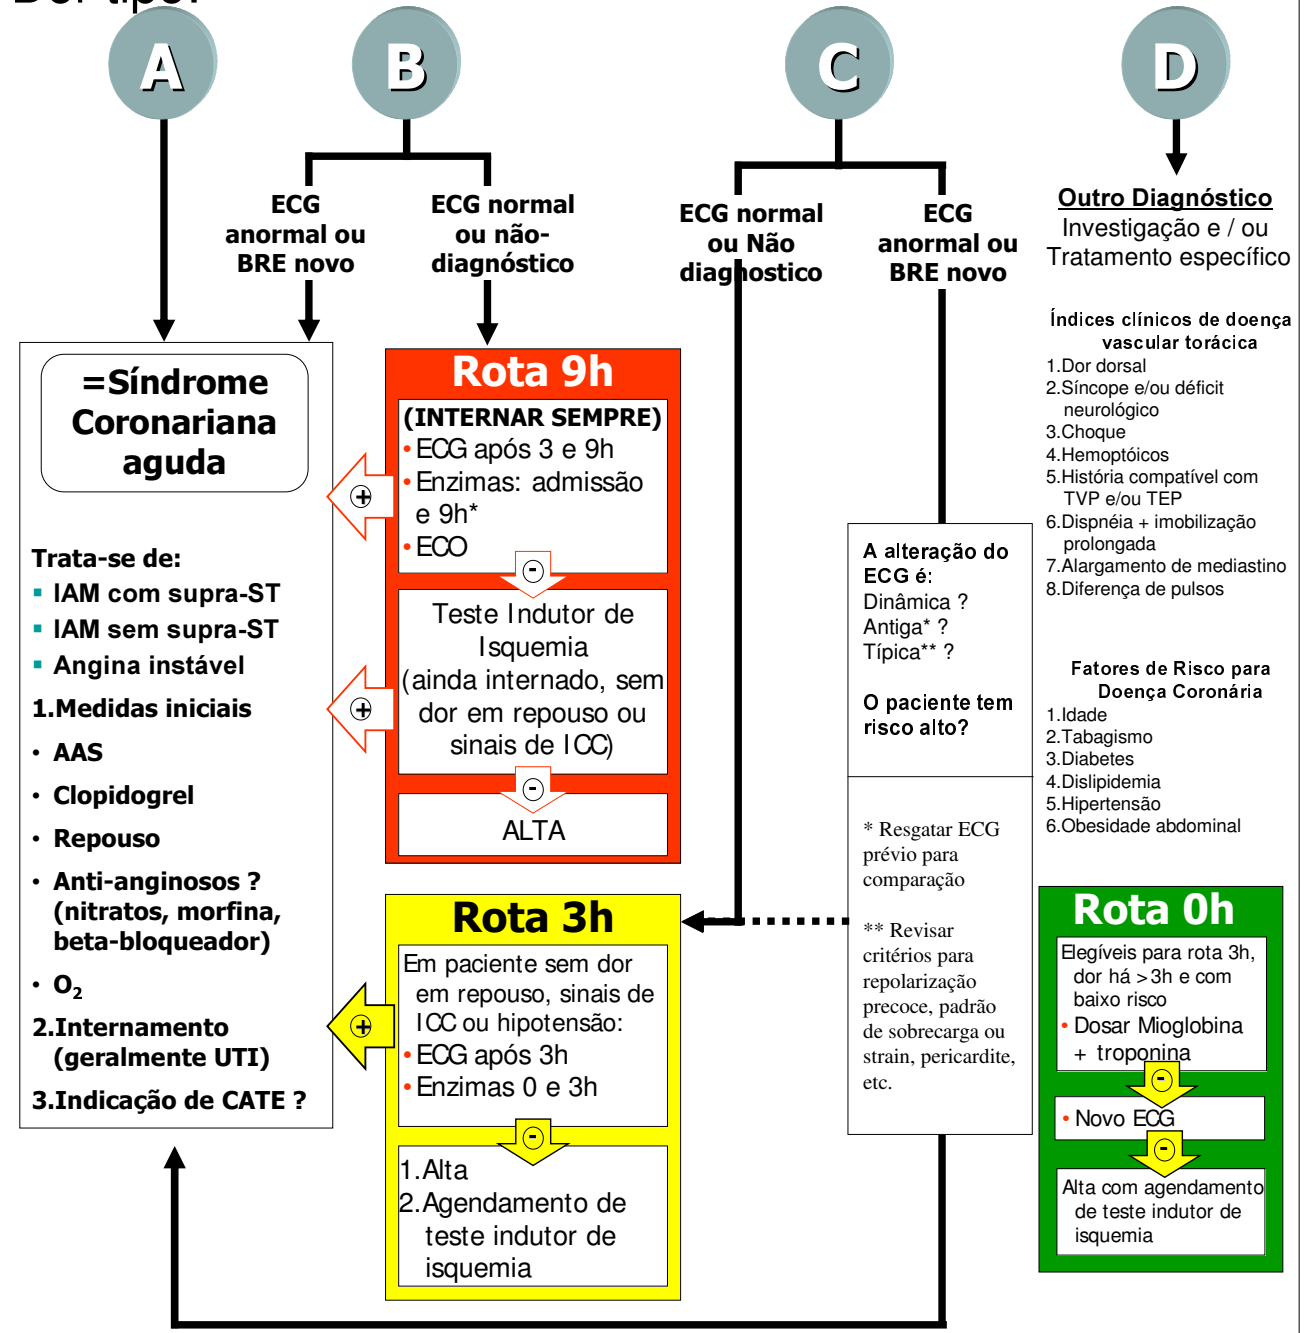 Dor tipo:
A
B
C
D
ECG
anormal ou
BRE novo
ECG normal
ou não-
diagnóstico
ECG normal
ou Não
diagnostico
ECG
anormal ou
BRE novo
Outro Diagnóstico
Investigação e / ou
Tratamento específico
=Síndrome
Coronariana
aguda
Trata-se de:
▪ IAM com supra-ST
▪ IAM sem supra-ST
▪ Angina instável
1.Medidas iniciais
• AAS
• Clopidogrel
• Repouso
• Anti-anginosos ?
(nitratos, morfina,
beta-bloqueador)
• O₂
2.Internamento
(geralmente UTI)
3.Indicação de CATE ?
Rota 9h
(INTERNAR SEMPRE)
• ECG após 3 e 9h
• Enzimas: admissão
e 9h*
• ECO
+
-
Teste Indutor de
Isquemia
(ainda internado, sem
dor em repouso ou
sinais de ICC)
+
-
ALTA
Rota 3h
Em paciente sem dor
em repouso, sinais de
ICC ou hipotensão:
• ECG após 3h
• Enzimas 0 e 3h
+
-
1.Alta
2.Agendamento de
teste indutor de
isquemia
A alteração do
ECG é:
Dinâmica ?
Antiga* ?
Típica** ?
O paciente tem
risco alto?
* Resgatar ECG
prévio para
comparação
** Revisar
critérios para
repolarização
precoce, padrão
de sobrecarga ou
strain, pericardite,
etc.
Índices clínicos de doença
vascular torácica
1.Dor dorsal
2.Síncope e/ou déficit
neurológico
3.Choque
4.Hemoptóicos
5.História compatível com
TVP e/ou TEP
6.Dispnéia + imobilização
prolongada
7.Alargamento de mediastino
8.Diferença de pulsos
Fatores de Risco para
Doença Coronária
1.Idade
2.Tabagismo
3.Diabetes
4.Dislipidemia
5.Hipertensão
6.Obesidade abdominal
Rota 0h
Elegíveis para rota 3h,
dor há >3h e com
baixo risco
• Dosar Mioglobina
+ troponina
-
• Novo ECG
-
Alta com agendamento
de teste indutor de
isquemia